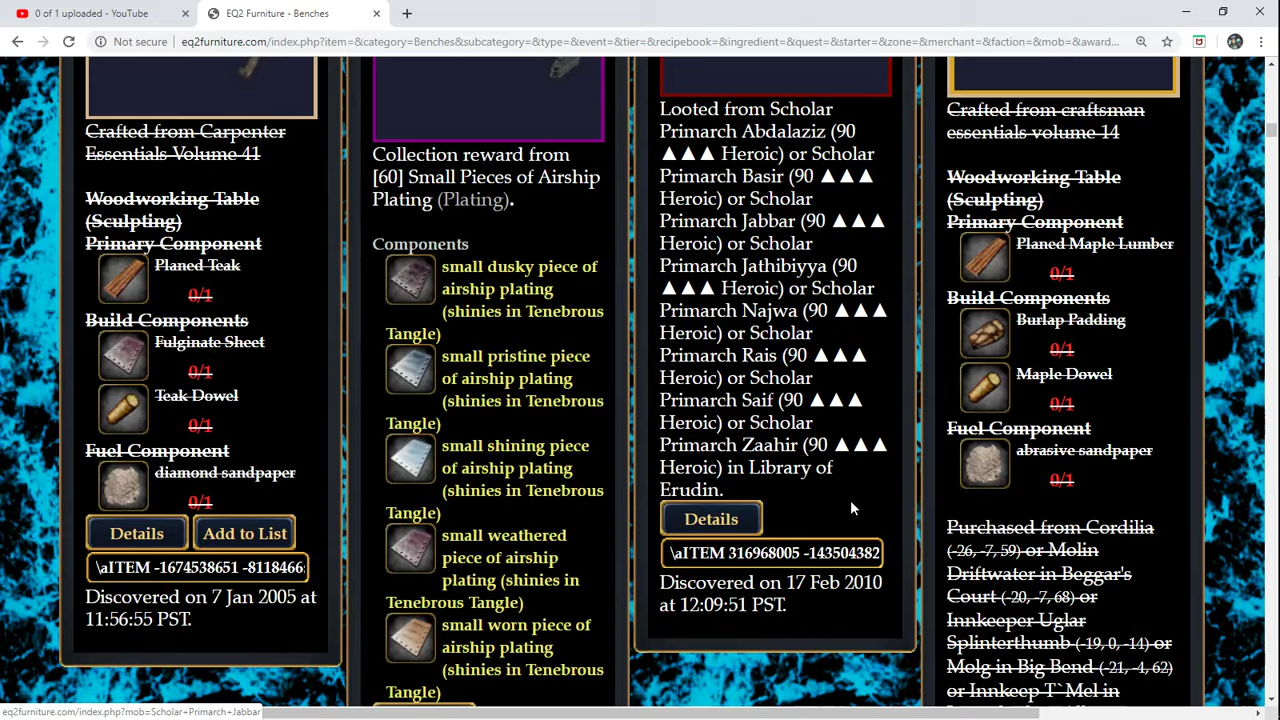 0 of 1 uploaded - YouTube
EQ2 Furniture - Benches
Not secure
eq2furniture.com/index.php?item=&category=Benches&subcategory=&type=&event=&tier=&recipebook=&ingredient=&quest=&starter=&zone=&merchant=&faction=&mob=&award...
Crafted from Carpenter
Essentials Volume 41
Woodworking Table
(Sculpting)
Primary Component
Planed Teak
0/1
Build Components
Fulginate Sheet
0/1
Teak Dowel
0/1
Fuel Component
diamond sandpaper
0/1
Details
Add to List
\aITEM -1674538651 -8118466
Discovered on 7 Jan 2005 at
11:56:55 PST.
Collection reward from
[60] Small Pieces of Airship
Plating (Plating).
Components
small dusky piece of
airship plating
(shinies in Tenebrous
Tangle)
small pristine piece
of airship plating
(shinies in Tenebrous
Tangle)
small shining piece
of airship plating
(shinies in Tenebrous
Tangle)
small weathered
piece of airship
plating (shinies in
Tenebrous Tangle)
small worn piece of
airship plating
(shinies in Tenebrous
Tangle)
Looted from Scholar
Primarch Abdalaziz (90
▲▲▲ Heroic) or Scholar
Primarch Basir (90 ▲▲▲
Heroic) or Scholar
Primarch Jabbar (90 ▲▲▲
Heroic) or Scholar
Primarch Jathibiyya (90
▲▲▲ Heroic) or Scholar
Primarch Najwa (90 ▲▲▲
Heroic) or Scholar
Primarch Rais (90 ▲▲▲
Heroic) or Scholar
Primarch Saif (90 ▲▲▲
Heroic) or Scholar
Primarch Zaahir (90 ▲▲▲
Heroic) in Library of
Erudin.
Details
\aITEM 316968005 -143504382
Discovered on 17 Feb 2010
at 12:09:51 PST.
Crafted from craftsman
essentials volume 14
Woodworking Table
(Sculpting)
Primary Component
Planed Maple Lumber
0/1
Build Components
Burlap Padding
0/1
Maple Dowel
0/1
Fuel Component
abrasive sandpaper
0/1
Purchased from Cordilia
(-26, -7, 59) or Molin
Driftwater in Beggar's
Court (-20, -7, 68) or
Innkeeper Uglar
Splinterthumb (-19, 0, -14) or
Molg in Big Bend (-21, -4, 62)
or Innkeep T`Mel in
eq2furniture.com/index.php?mob=Scholar+Primarch+Jabbar